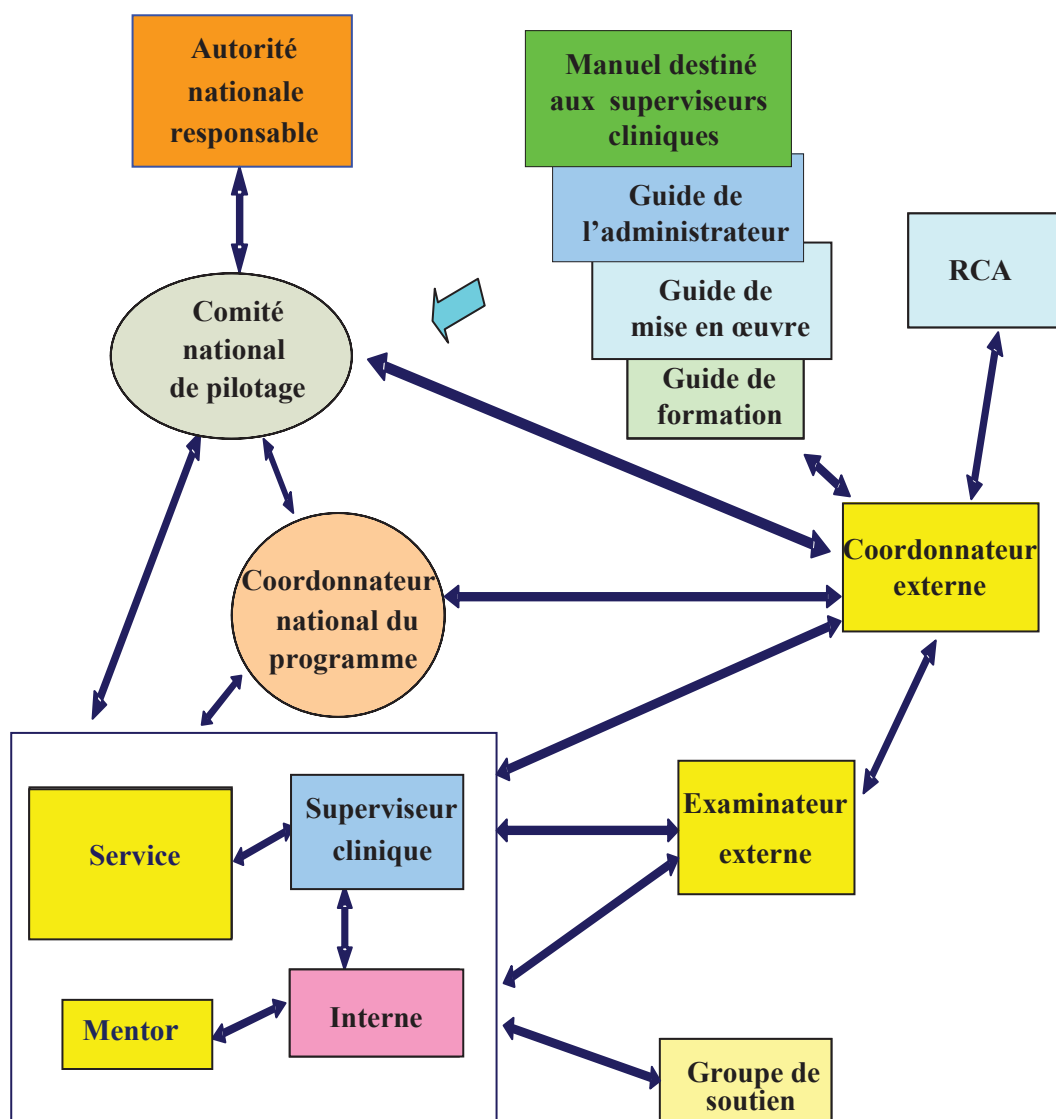 Autorité
nationale
responsable
Manuel destiné
aux superviseurs
cliniques
Guide de
l’administrateur
RCA
Guide de
mise en œuvre
Comité
national
de pilotage
Guide de
formation
Coordonnateur
externe
Coordonnateur
national du
programme
Superviseur
clinique
Examinateur
externe
Service
Interne
Mentor
Groupe de
soutien